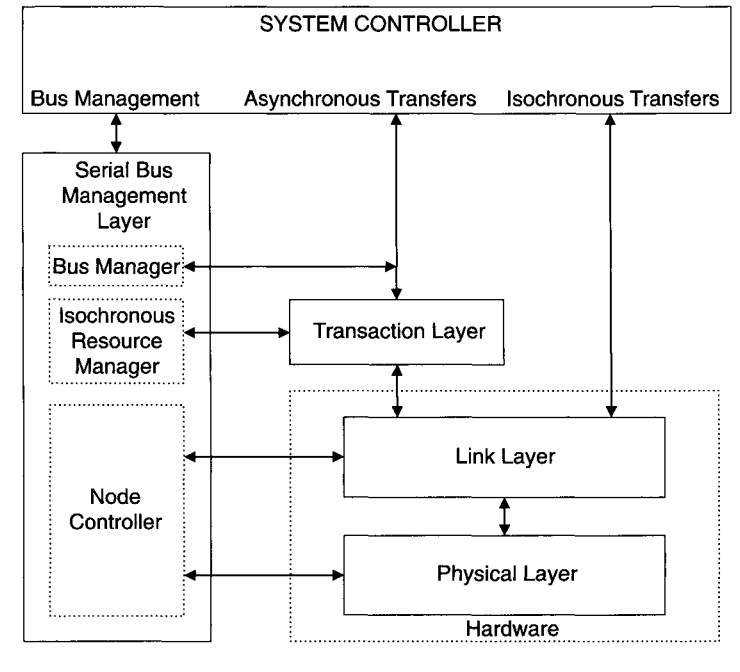 SYSTEM CONTROLLER
Bus Management
Asynchronous Transfers
Isochronous Transfers
Serial Bus
Management
Layer
Bus Manager
Isochronous
Resource
Manager
Transaction Layer
Link Layer
Node
Controller
Physical Layer
Hardware